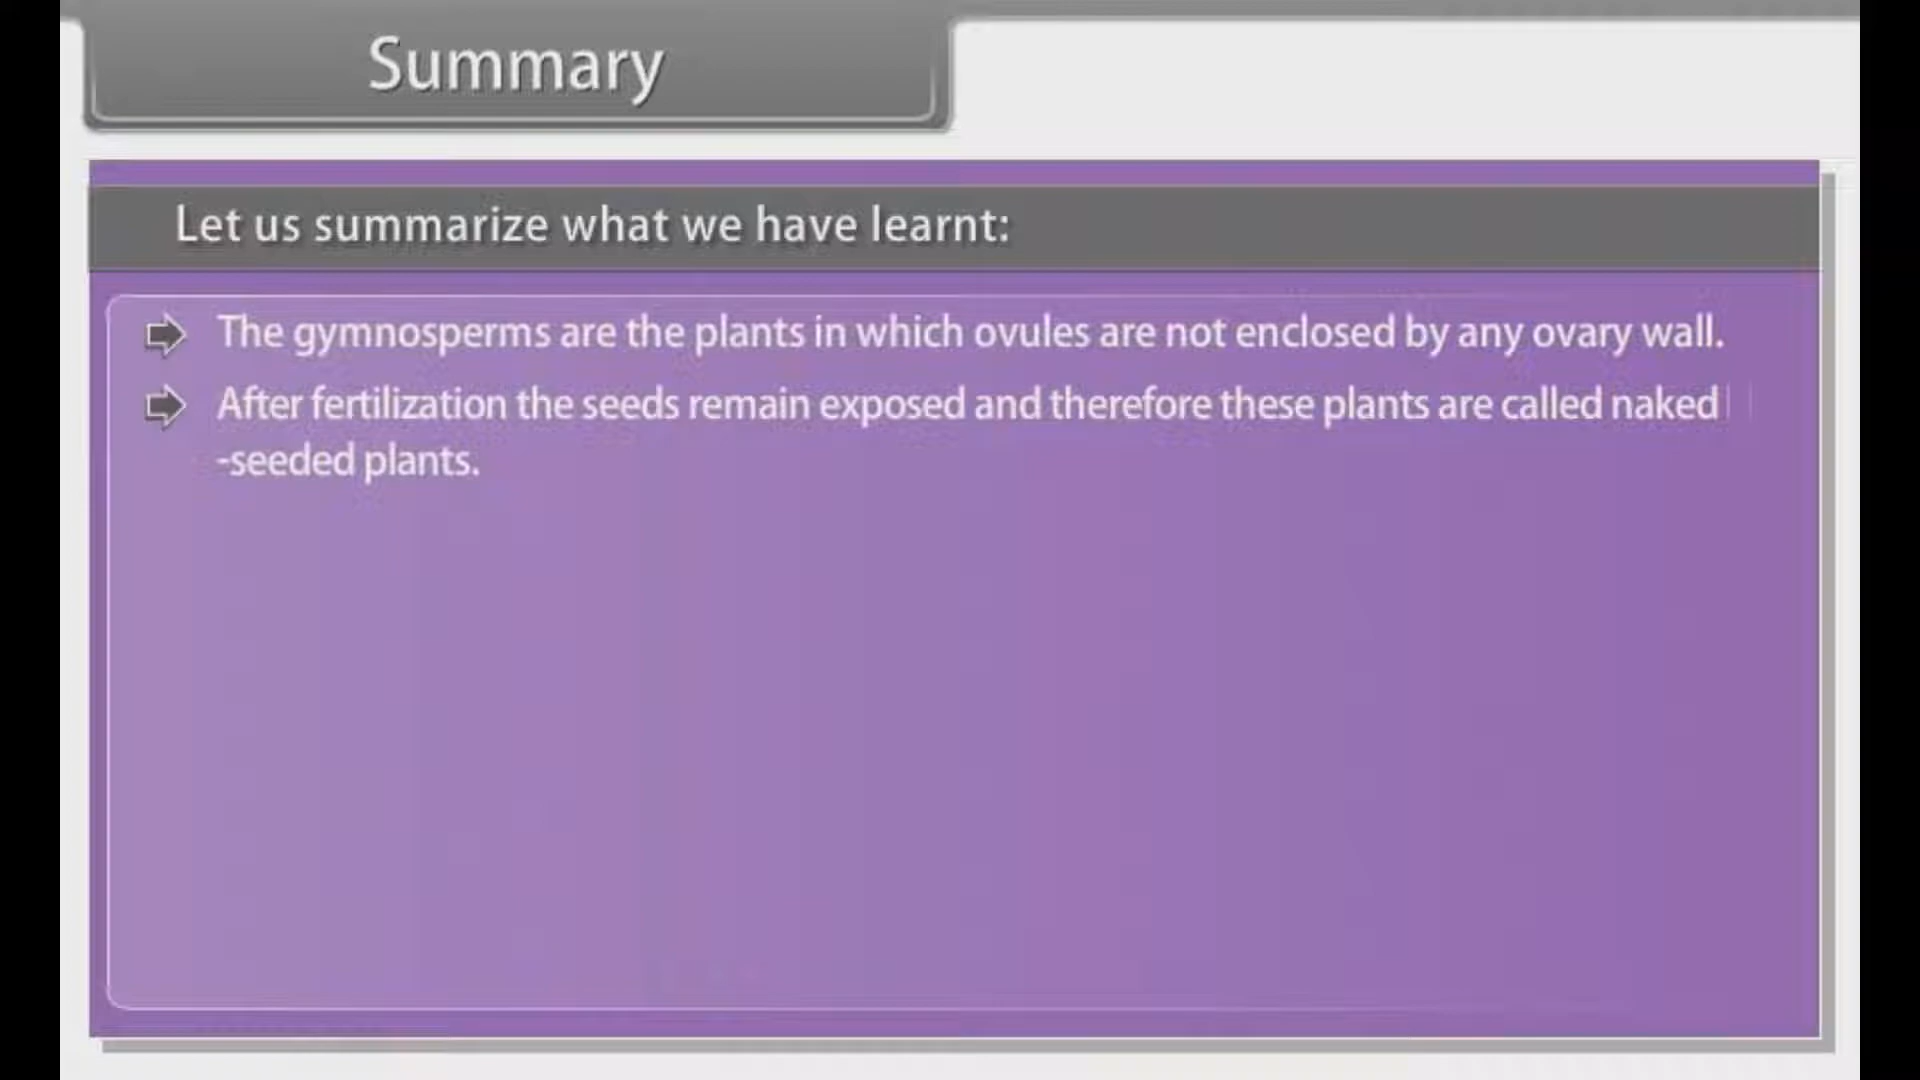 Summary
Let us summarize what we have learnt:
The gymnosperms are the plants in which ovules are not enclosed by any ovary wall.
After fertilization the seeds remain exposed and therefore these plants are called naked
-seeded plants.